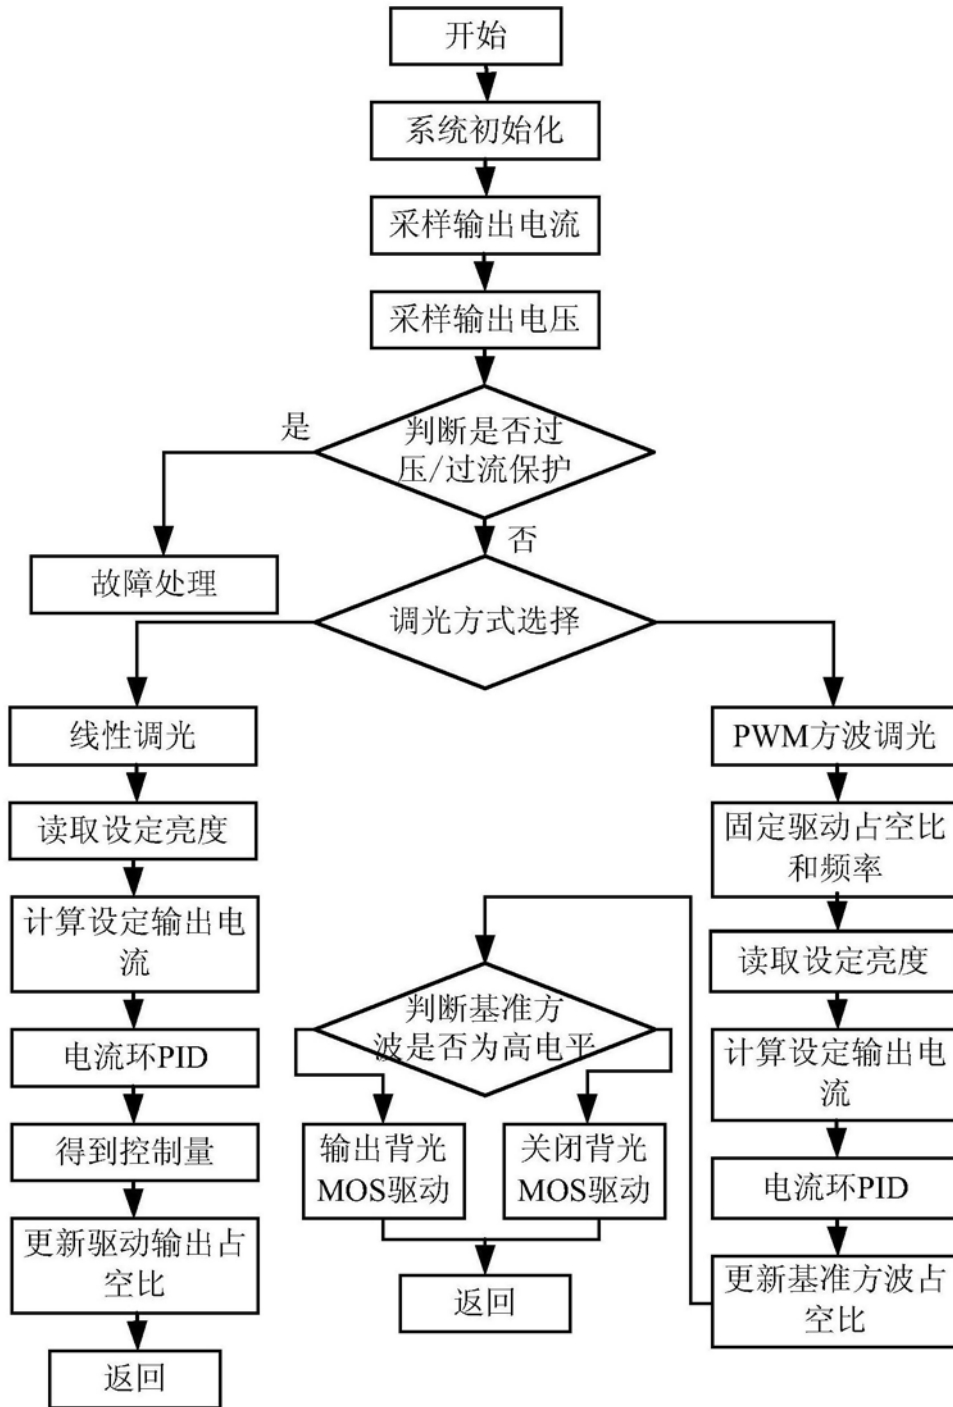 开始
系统初始化
采样输出电流
采样输出电压
是
判断是否过
压/过流保护
否
故障处理
调光方式选择
线性调光
读取设定亮度
计算设定输出电
流
电流环PID
得到控制量
更新驱动输出占
空比
返回
PWM方波调光
固定驱动占空比
和频率
读取设定亮度
计算设定输出电
流
电流环PID
更新基准方波占
空比
判断基准方
波是否为高电平
输出背光
MOS驱动
关闭背光
MOS驱动
返回